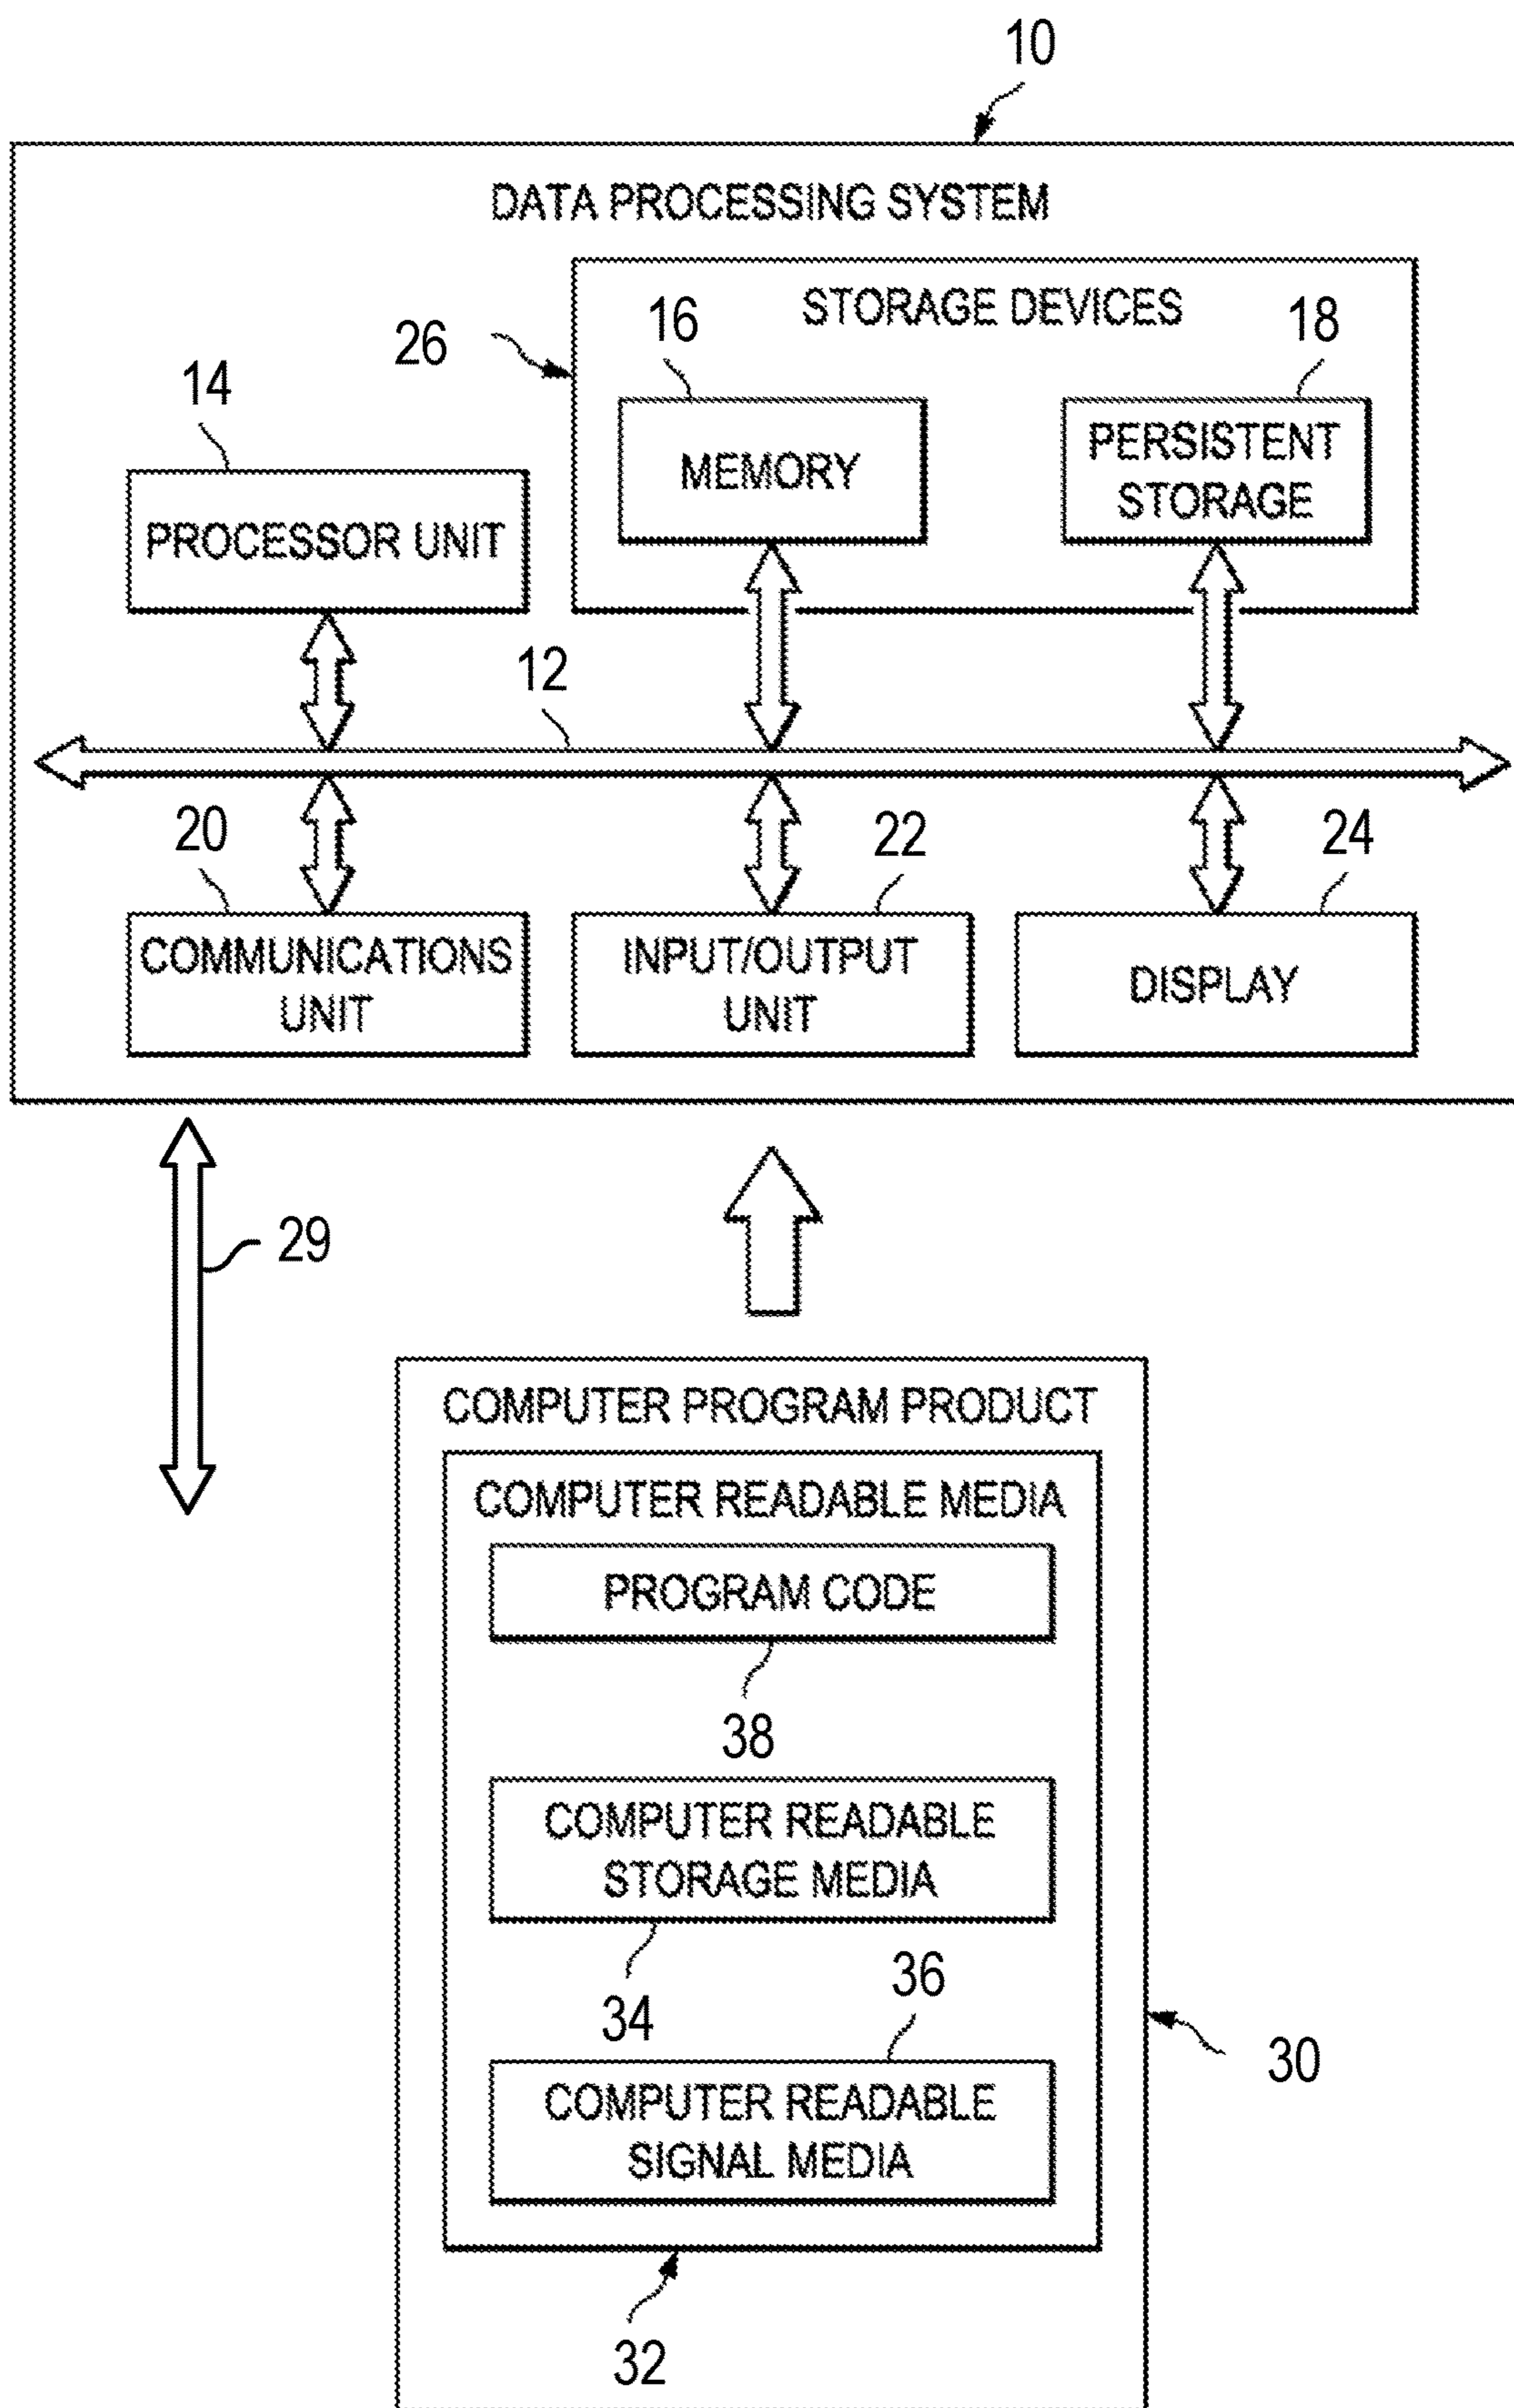 10
DATA PROCESSING SYSTEM
STORAGE DEVICES
26
16
18
14
MEMORY
PERSISTENT
STORAGE
PROCESSOR UNIT
12
20
22
24
COMMUNICATIONS
UNIT
INPUT/OUTPUT
UNIT
DISPLAY
29
COMPUTER PROGRAM PRODUCT
COMPUTER READABLE MEDIA
PROGRAM CODE
38
COMPUTER READABLE
STORAGE MEDIA
34
36
30
COMPUTER READABLE
SIGNAL MEDIA
32